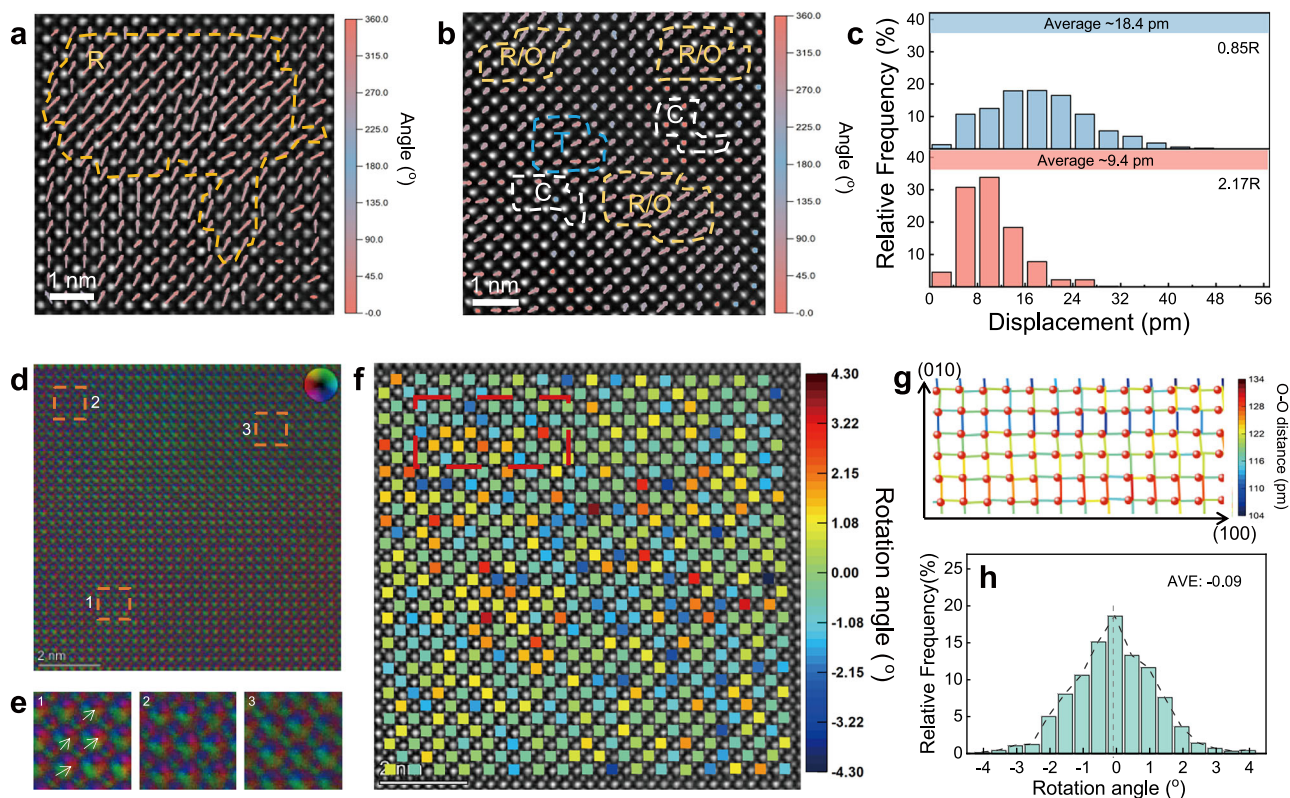 a
R
1 nm
360.0
315.0
270.0
225.0
180.0
135.0
90.0
45.0
-0.0
Angle (°)
b
R/O
R/O
C
T
C
R/O
1 nm
360.0
315.0
270.0
225.0
180.0
135.0
90.0
45.0
-0.0
Angle (°)
c
Average ~18.4 pm
0.85R
40
30
20
10
Average ~9.4 pm
2.17R
30
20
10
Relative Frequency (%)
0 8 16 24 32 40 48 56
Displacement (pm)
d
2
3
1
2 nm
e
1
2
3
f
2 nm
4.30
3.22
2.15
1.08
0.00
-1.08
-2.15
-3.22
-4.30
Rotation angle (°)
g
(010)
(100)
134
128
122
116
110
104
O-O distance (pm)
h
AVE: -0.09
25
20
15
10
5
0
Relative Frequency(%)
-4 -3 -2 -1 0 1 2 3 4
Rotation angle (°)